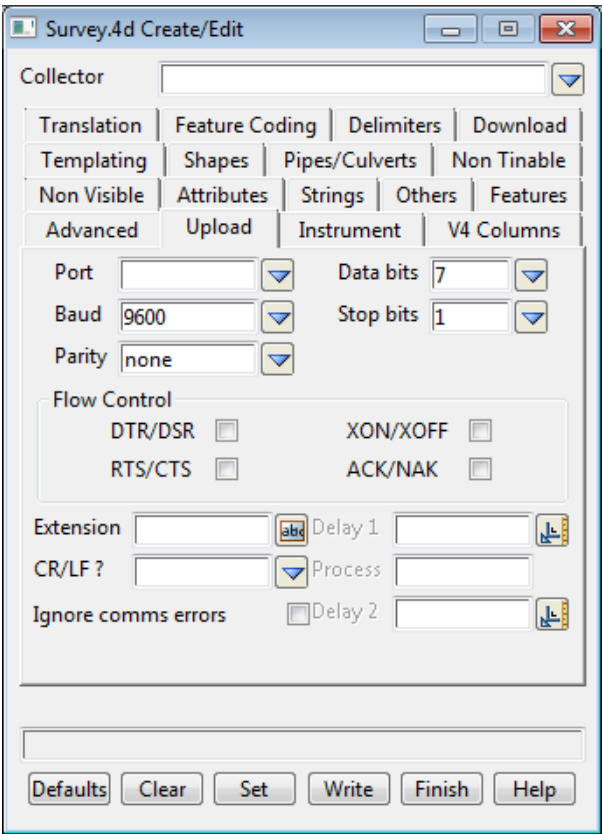 Survey.4d Create/Edit
Collector
Translation Feature Coding Delimiters Download
Templating Shapes Pipes/Culverts Non Tinable
Non Visible Attributes Strings Others Features
Advanced Upload Instrument V4 Columns
Port Data bits 7
Baud 9600 Stop bits 1
Parity none
Flow Control
DTR/DSR XON/XOFF
RTS/CTS ACK/NAK
Extension abc Delay 1
CR/LF ? Process
Ignore comms errors Delay 2
Defaults Clear Set Write Finish Help